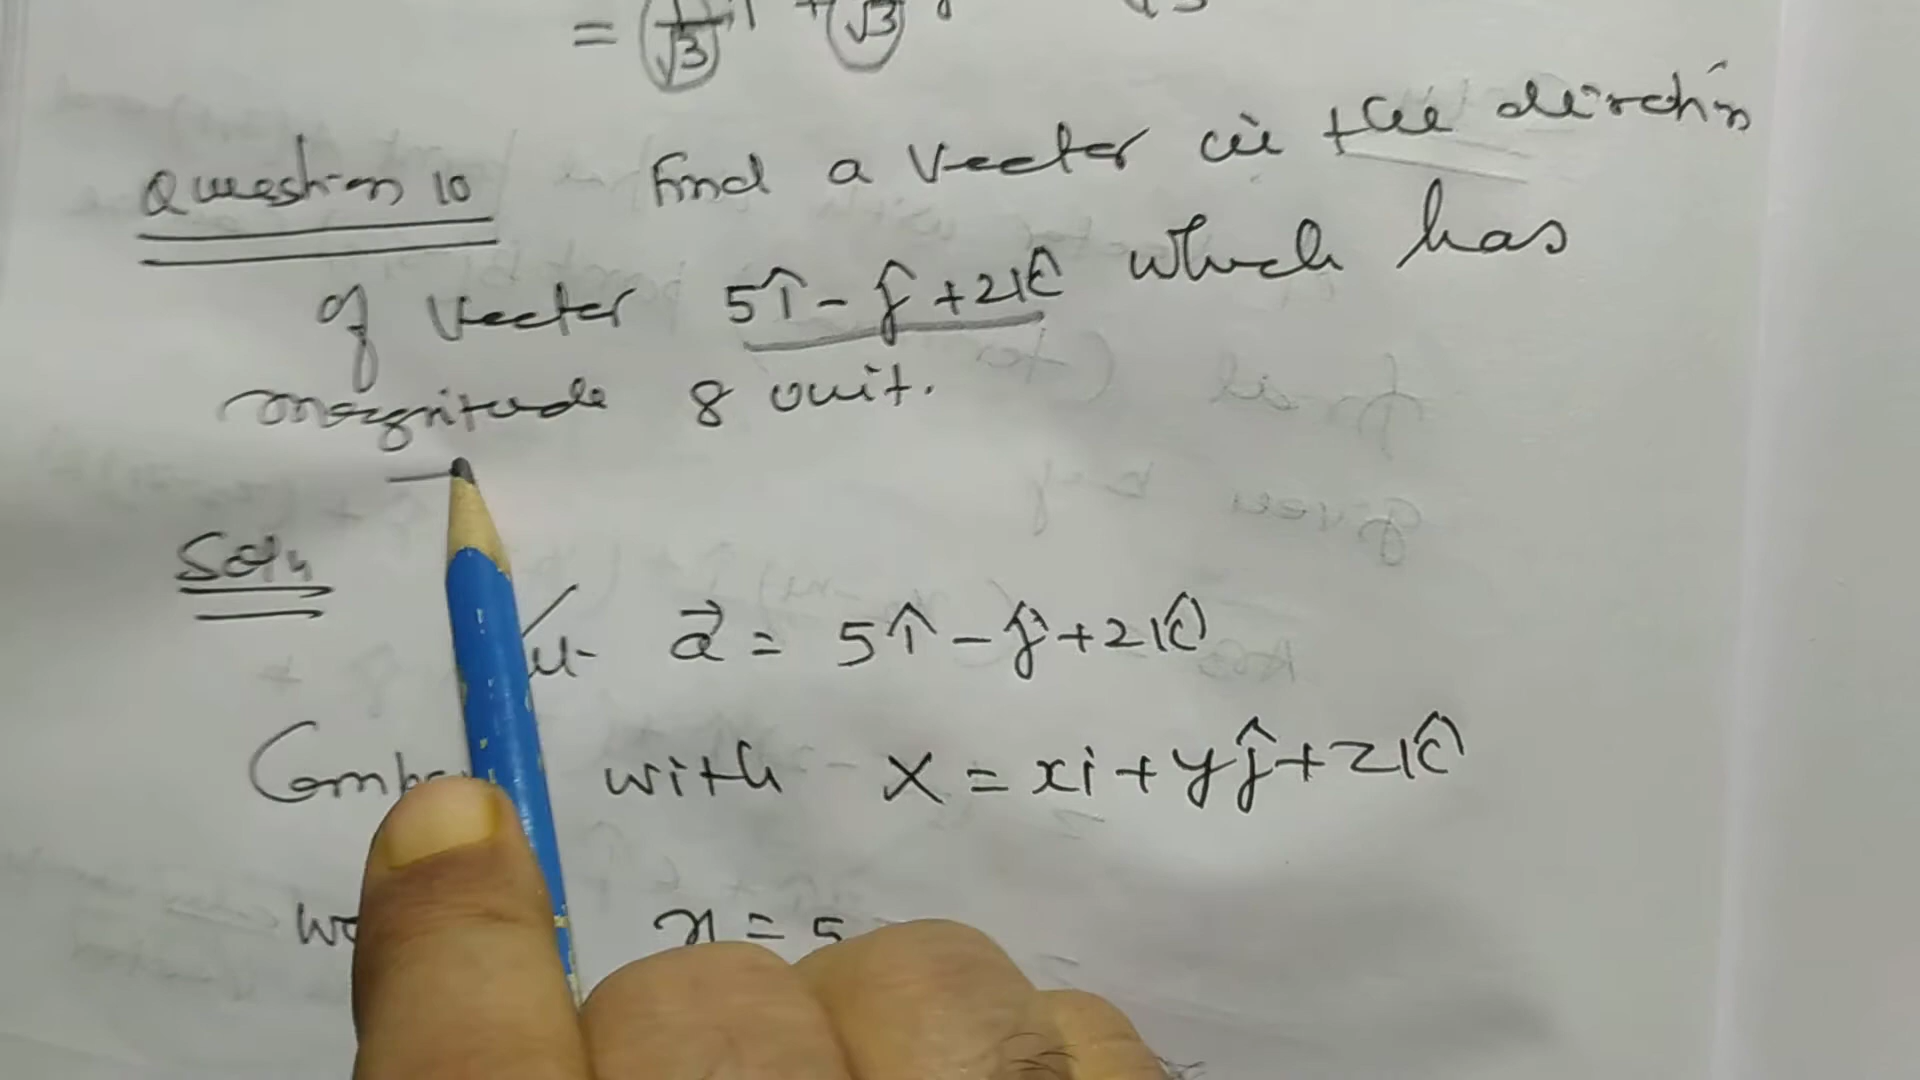 = 1/√3 i + /√3 j √3
Question 10 Find a vector in the direction
of vector 5î - ĵ + 2k̂ which has
magnitude 8 unit.
Soln
a⃗ = 5î - ĵ + 2k̂
with X = xi + yĵ + zk̂
x = 5